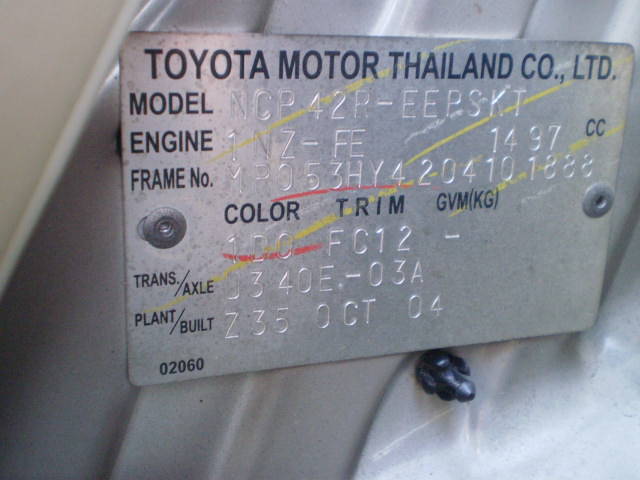 TOYOTA MOTOR THAILAND CO., LTD.
MODEL NCP42R-EEPSKT
ENGINE 1NZ-FE 1497 CC
FRAME No. MR053HY4204101888
COLOR TRIM GVM(KG)
1D0 FC12 -
TRANS./AXLE U340E-03A
PLANT/BUILT Z35 OCT 04
02060